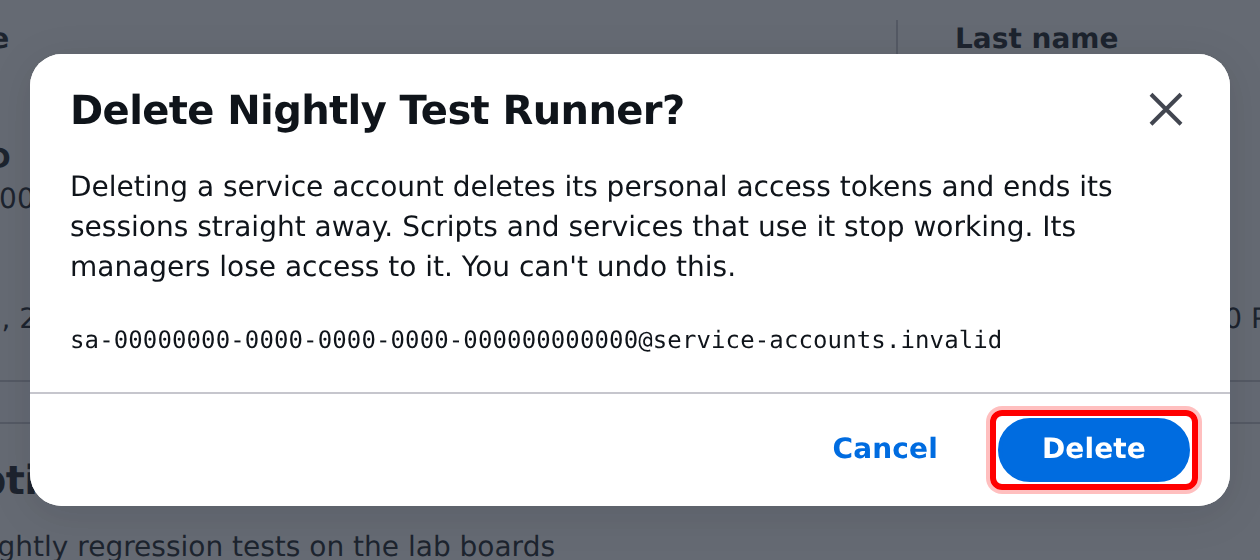 Last name
Delete Nightly Test Runner?
Deleting a service account deletes its personal access tokens and ends its
sessions straight away. Scripts and services that use it stop working. Its
managers lose access to it. You can't undo this.
sa-00000000-0000-0000-0000-000000000000@service-accounts.invalid
Cancel
Delete
regression tests on the lab boards